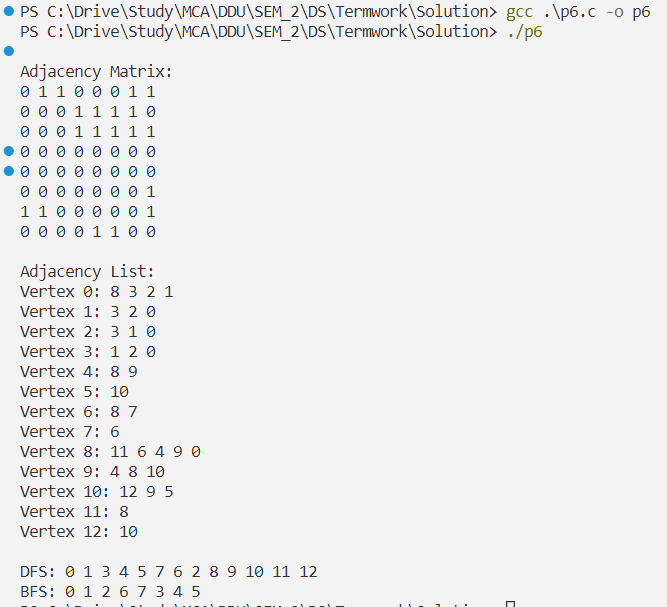 PS C:\Drive\Study\MCA\DDU\SEM_2\DS\Termwork\Solution> gcc .\p6.c -o p6
PS C:\Drive\Study\MCA\DDU\SEM_2\DS\Termwork\Solution> ./p6
Adjacency Matrix:
0 1 1 0 0 0 1 1
0 0 0 1 1 1 1 0
0 0 0 1 1 1 1 1
0 0 0 0 0 0 0 0
0 0 0 0 0 0 0 0
0 0 0 0 0 0 0 1
1 1 0 0 0 0 0 1
0 0 0 0 1 1 0 0
Adjacency List:
Vertex 0: 8 3 2 1
Vertex 1: 3 2 0
Vertex 2: 3 1 0
Vertex 3: 1 2 0
Vertex 4: 8 9
Vertex 5: 10
Vertex 6: 8 7
Vertex 7: 6
Vertex 8: 11 6 4 9 0
Vertex 9: 4 8 10
Vertex 10: 12 9 5
Vertex 11: 8
Vertex 12: 10
DFS: 0 1 3 4 5 7 6 2 8 9 10 11 12
BFS: 0 1 2 6 7 3 4 5